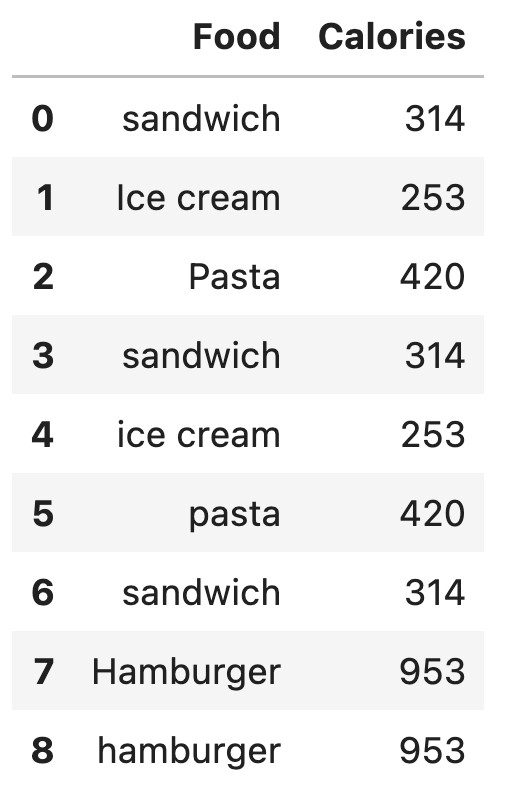 Food Calories
0 sandwich 314
1 Ice cream 253
2 Pasta 420
3 sandwich 314
4 ice cream 253
5 pasta 420
6 sandwich 314
7 Hamburger 953
8 hamburger 953